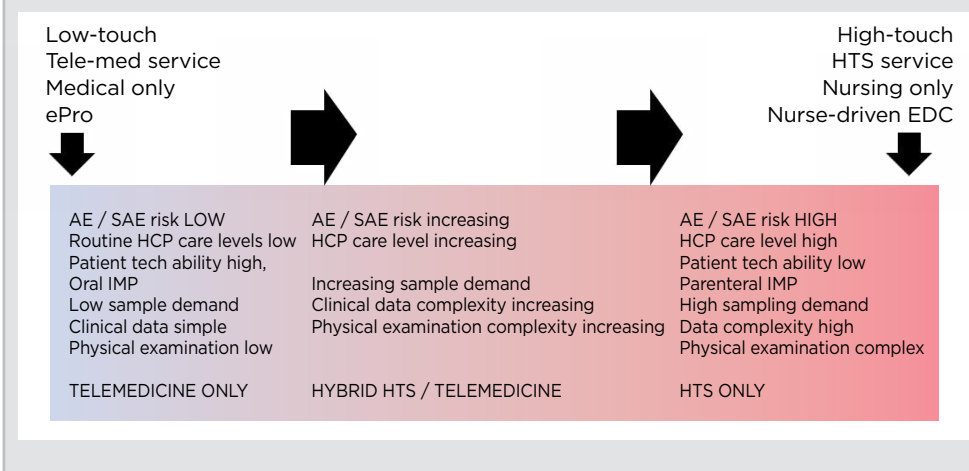 Low-touch
Tele-med service
Medical only
ePro
High-touch
HTS service
Nursing only
Nurse-driven EDC
AE / SAE risk LOW
Routine HCP care levels low
Patient tech ability high,
Oral IMP
Low sample demand
Clinical data simple
Physical examination low
TELEMEDICINE ONLY
AE / SAE risk increasing
HCP care level increasing
Increasing sample demand
Clinical data complexity increasing
Physical examination complexity increasing
HYBRID HTS / TELEMEDICINE
AE / SAE risk HIGH
HCP care level high
Patient tech ability low
Parenteral IMP
High sampling demand
Data complexity high
Physical examination complex
HTS ONLY